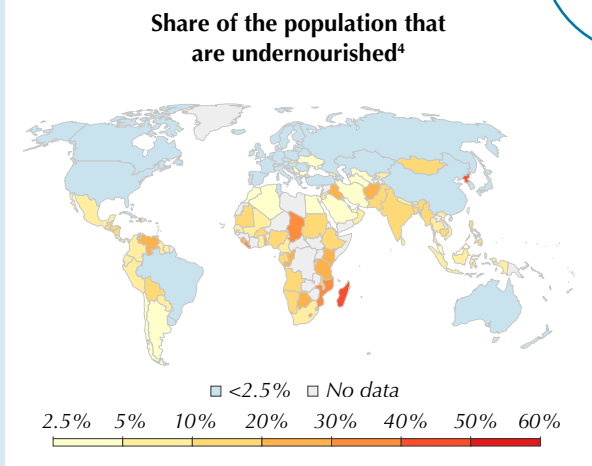 Share of the population that
are undernourished⁴
<2.5% No data
2.5% 5% 10% 20% 30% 40% 50% 60%